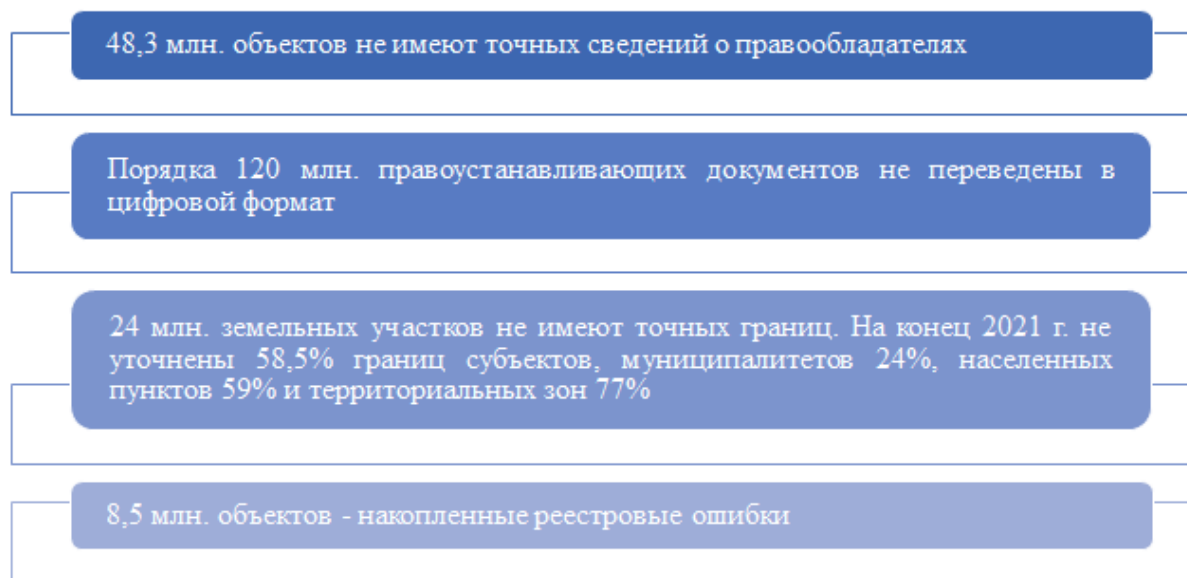 48,3 млн. объектов не имеют точных сведений о правообладателях
Порядка 120 млн. правоустанавливающих документов не переведены в
цифровой формат
24 млн. земельных участков не имеют точных границ. На конец 2021 г. не
уточнены 58,5% границ субъектов, муниципалитетов 24%, населенных
пунктов 59% и территориальных зон 77%
8,5 млн. объектов - накопленные реестровые ошибки